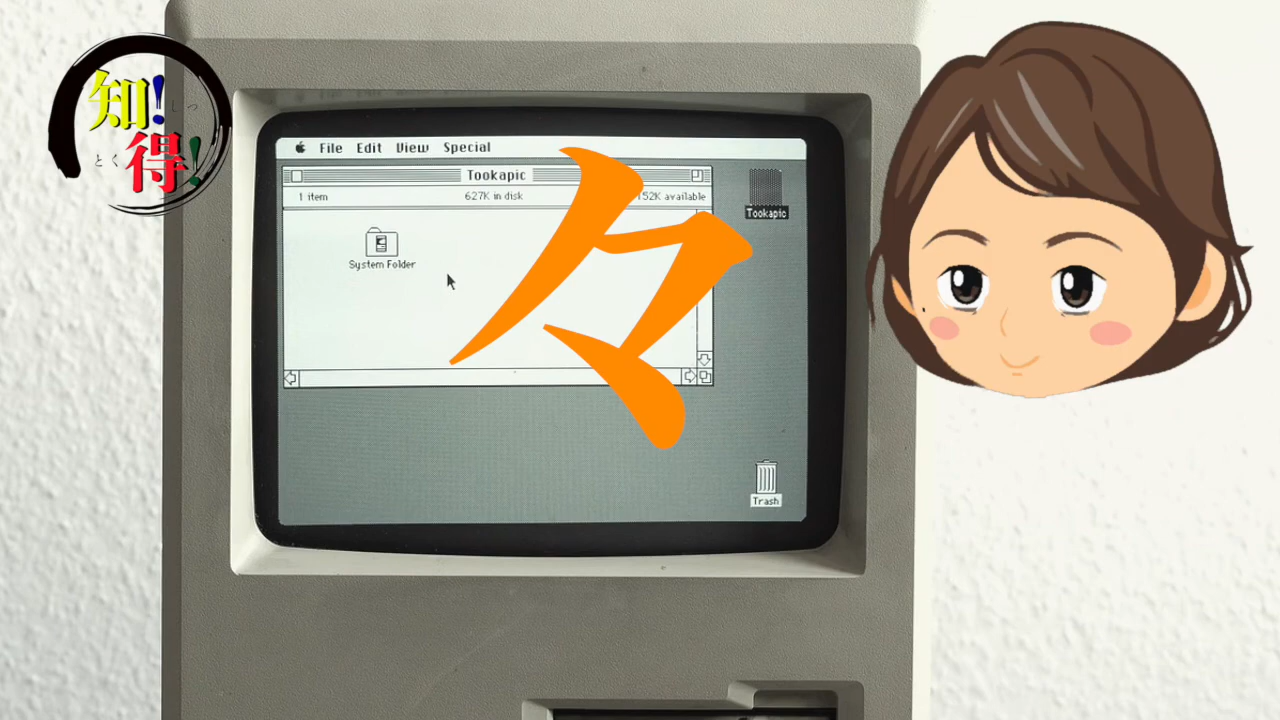 知!しっ
とく得!
File Edit View Special
Tookapic
1 item 627K in disk 152K available
System Folder
Tookapic
々
Trash